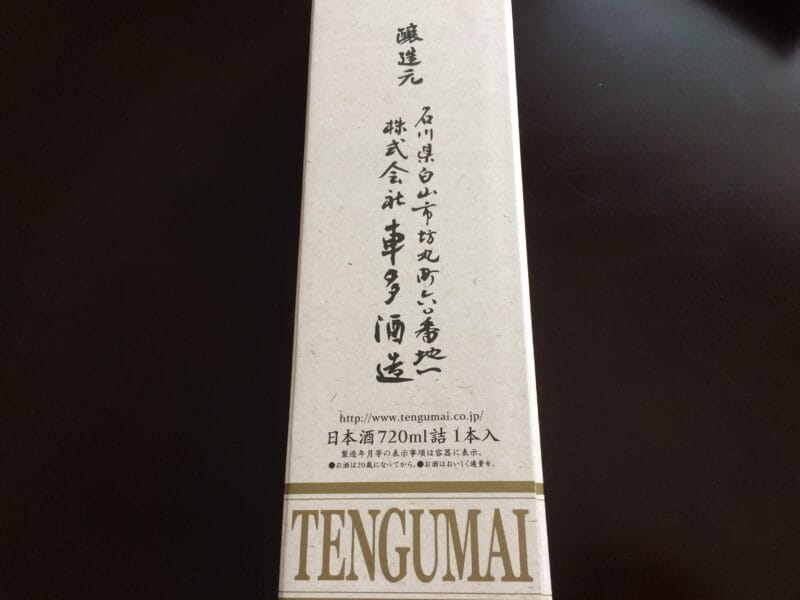 醸造元
石川県白山市坊丸町六〇番地一
株式会社車多酒造
http://www.tengumai.co.jp/
日本酒720ml詰 1本入
製造年月等の表示事項は容器に表示。
●お酒は20歳になってから。●お酒はおいしく適量を。
TENGUMAI